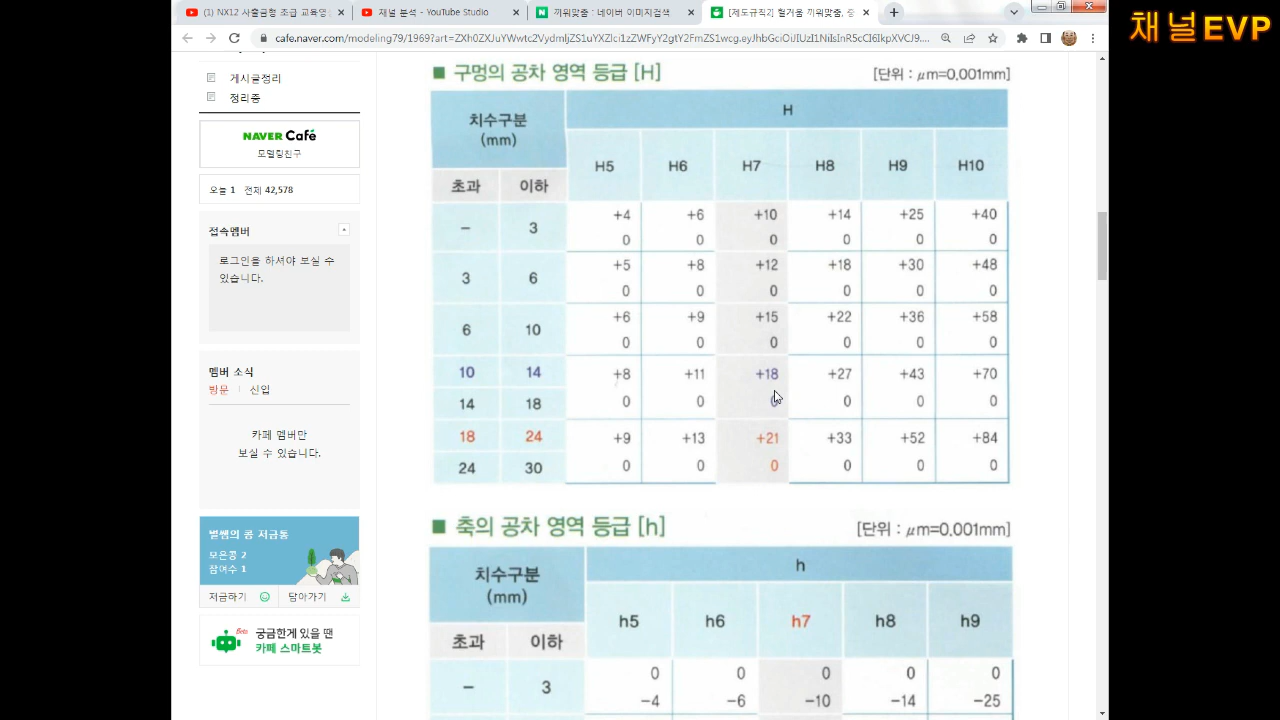 채널EVP
(1) NX12 사출금형 초급 교육영
채널 분석 - YouTube Studio
끼워맞춤 : 네이버 이미지검색
[제도규칙2] 헐거움 끼워맞춤, 중
게시글정리
정리중
NAVER Café
모델링친구
오늘 1 전체 42,578
접속멤버
로그인을 하셔야 보실 수
있습니다.
멤버 소식
방문 | 신입
카페 멤버만
보실 수 있습니다.
별쌤의 콩 저금통
모은콩 2
참여수 1
저금하기 담아가기
Beta 궁금한게 있을 땐
카페 스마트봇
■ 구멍의 공차 영역 등급 [H] [단위 : μm=0.001mm]
치수구분
(mm)
H
H5 H6 H7 H8 H9 H10
초과 이하
+4 +6 +10 +14 +25 +40
– 3
0 0 0 0 0 0
+5 +8 +12 +18 +30 +48
3 6
0 0 0 0 0 0
+6 +9 +15 +22 +36 +58
6 10
0 0 0 0 0 0
10 14 +8 +11 +18 +27 +43 +70
14 18 0 0 0 0 0 0
18 24 +9 +13 +21 +33 +52 +84
24 30 0 0 0 0 0 0
■ 축의 공차 영역 등급 [h] [단위 : μm=0.001mm]
치수구분
(mm)
h
h5 h6 h7 h8 h9
초과 이하
0 0 0 0 0
– 3
−4 −6 −10 −14 −25